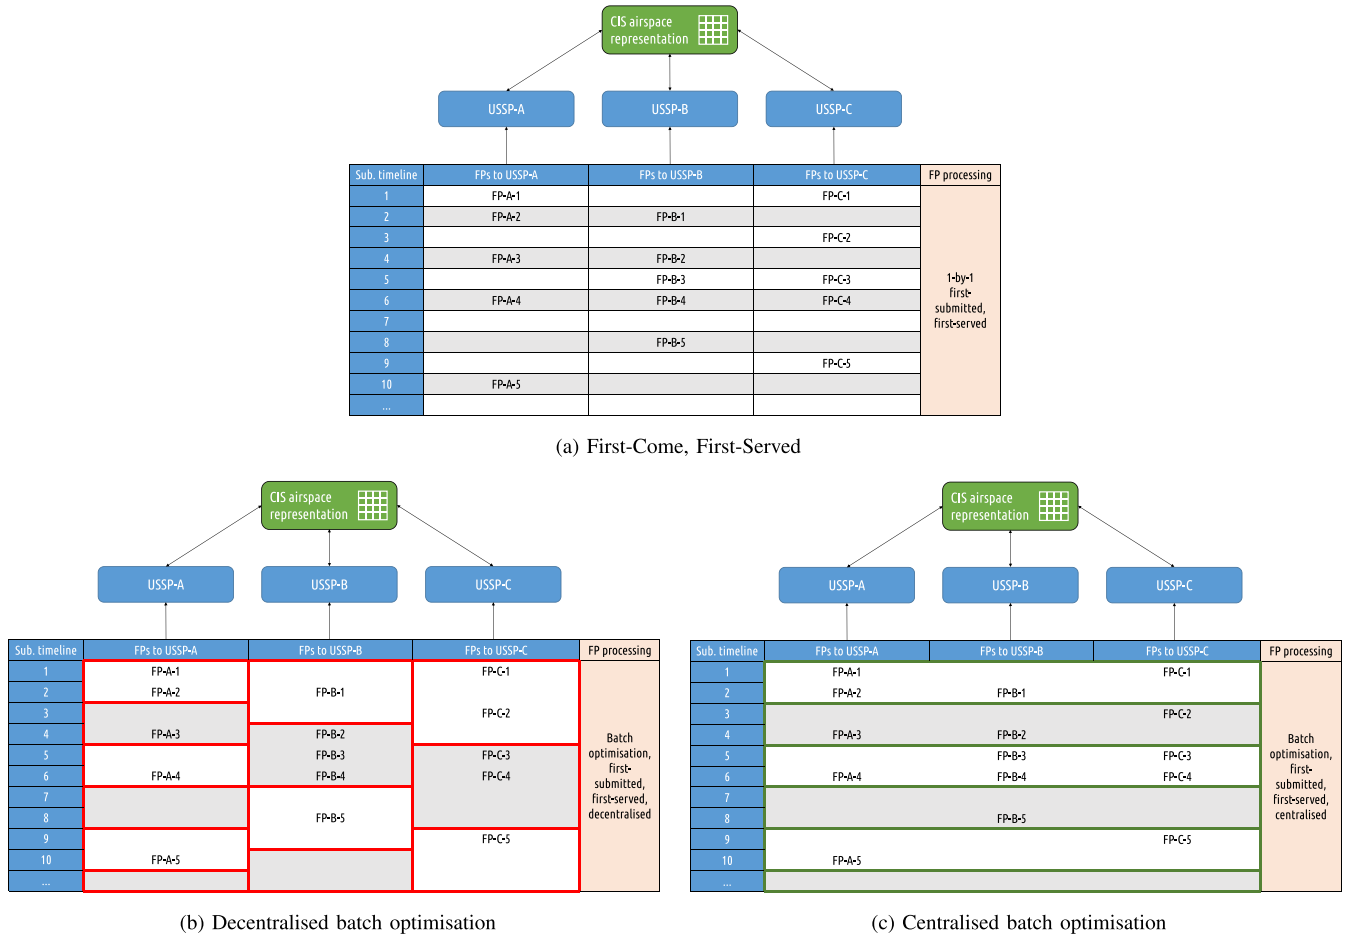 CIS airspace
representation
USSP-A USSP-B USSP-C
Sub. timeline FPs to USSP-A FPs to USSP-B FPs to USSP-C FP processing
1 FP-A-1 FP-C-1
2 FP-A-2 FP-B-1
3 FP-C-2
4 FP-A-3 FP-B-2
5 FP-B-3 FP-C-3
6 FP-A-4 FP-B-4 FP-C-4
7
8 FP-B-5
9 FP-C-5
10 FP-A-5
...
1-by-1
first-
submitted,
first-served
(a) First-Come, First-Served
CIS airspace
representation
USSP-A USSP-B USSP-C
Sub. timeline FPs to USSP-A FPs to USSP-B FPs to USSP-C FP processing
1 FP-A-1 FP-C-1
2 FP-A-2 FP-B-1
3 FP-C-2
4 FP-A-3 FP-B-2
5 FP-B-3 FP-C-3
6 FP-A-4 FP-B-4 FP-C-4
7
8 FP-B-5
9 FP-C-5
10 FP-A-5
...
Batch
optimisation,
first-
submitted,
first-served,
decentralised
(b) Decentralised batch optimisation
CIS airspace
representation
USSP-A USSP-B USSP-C
Sub. timeline FPs to USSP-A FPs to USSP-B FPs to USSP-C FP processing
1 FP-A-1 FP-C-1
2 FP-A-2 FP-B-1
3 FP-C-2
4 FP-A-3 FP-B-2
5 FP-B-3 FP-C-3
6 FP-A-4 FP-B-4 FP-C-4
7
8 FP-B-5
9 FP-C-5
10 FP-A-5
...
Batch
optimisation,
first-
submitted,
first-served,
centralised
(c) Centralised batch optimisation